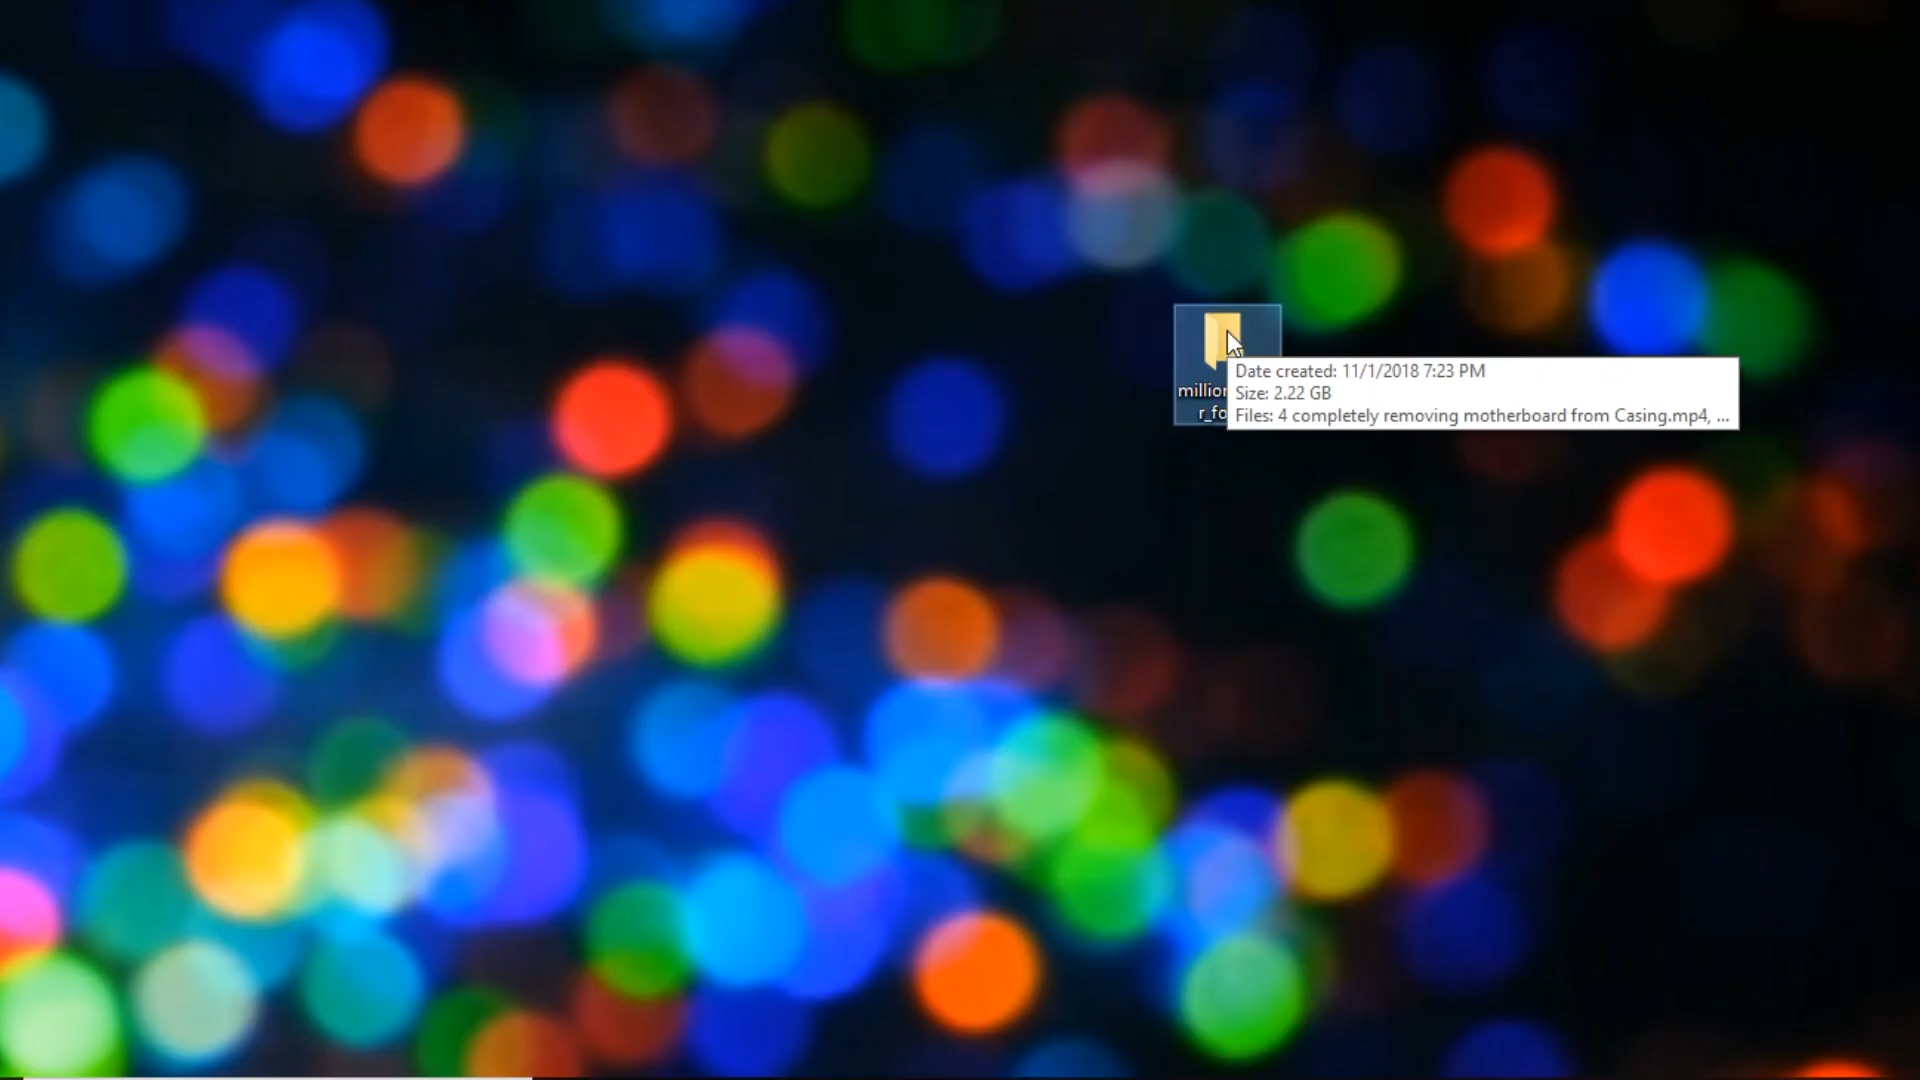 Date created: 11/1/2018 7:23 PM
Size: 2.22 GB
Files: 4 completely removing motherboard from Casing.mp4, ...
million
r_fo